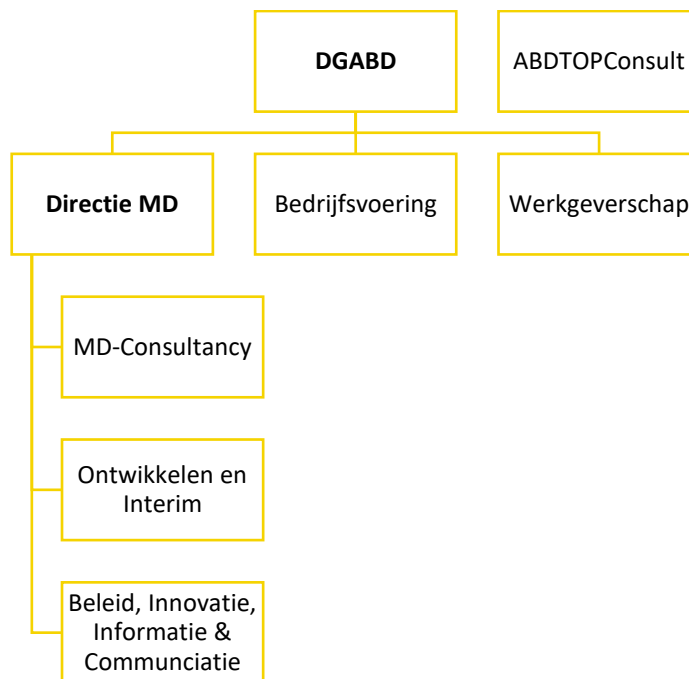 DGABD
ABDTOPConsult
Directie MD
Bedrijfsvoering
Werkgeverschap
MD-Consultancy
Ontwikkelen en
Interim
Beleid, Innovatie,
Informatie &
Communciatie